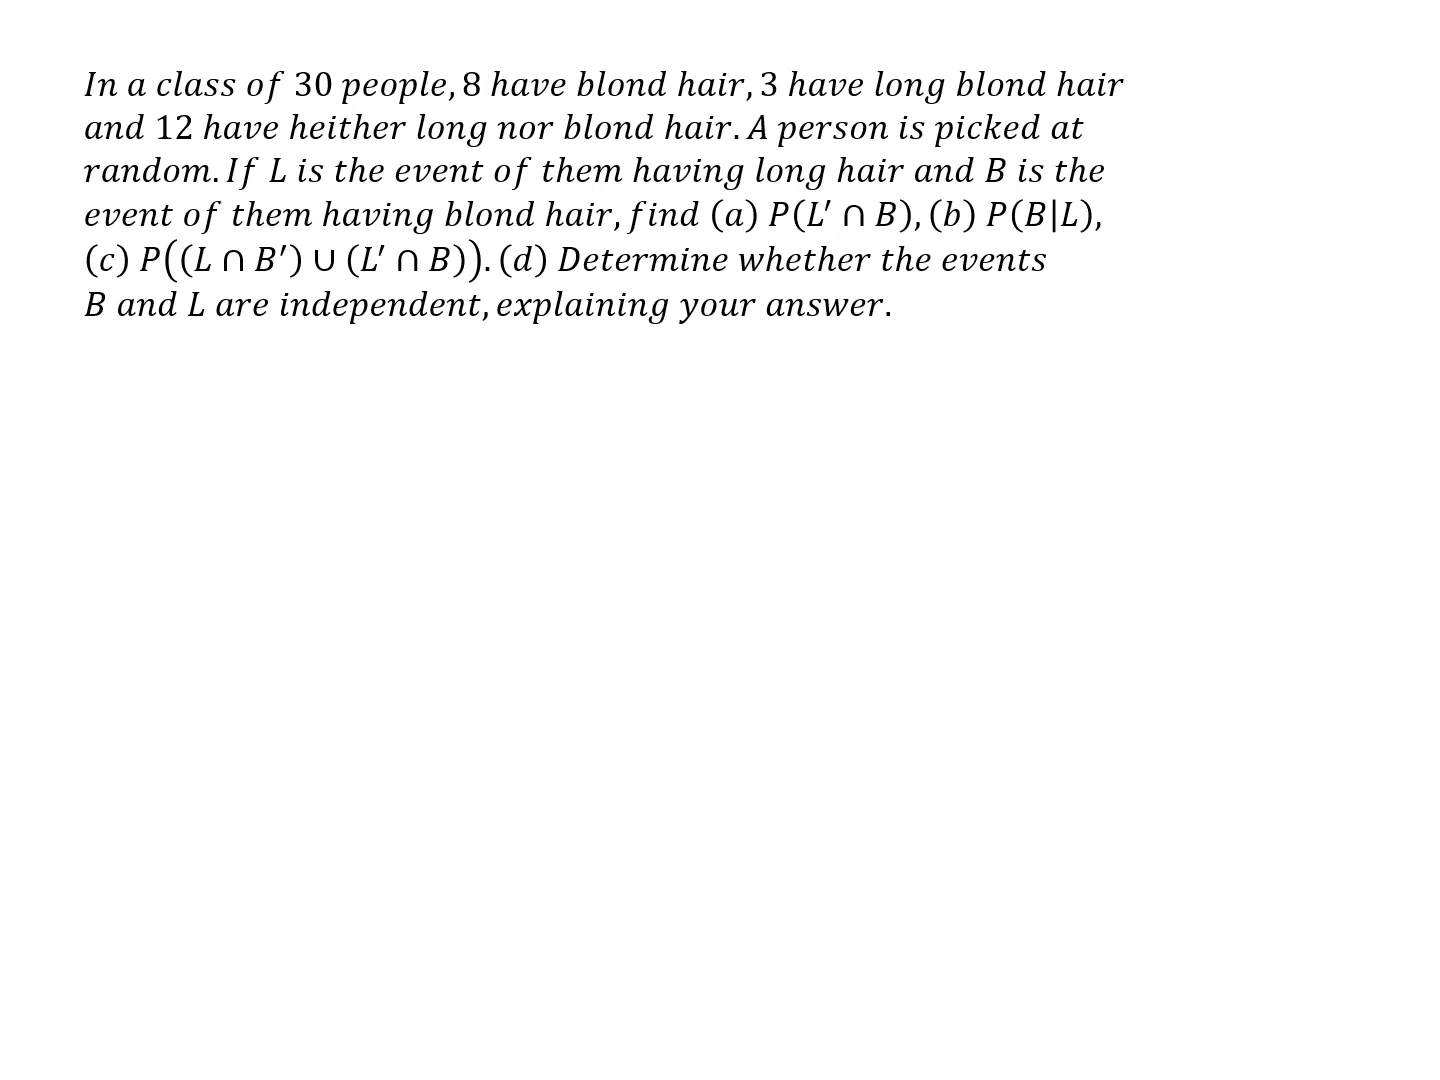 In a class of 30 people, 8 have blond hair, 3 have long blond hair
and 12 have heither long nor blond hair. A person is picked at
random. If L is the event of them having long hair and B is the
event of them having blond hair, find (a) P(L′ ∩ B), (b) P(B|L),
(c) P((L ∩ B′) ∪ (L′ ∩ B)). (d) Determine whether the events
B and L are independent, explaining your answer.